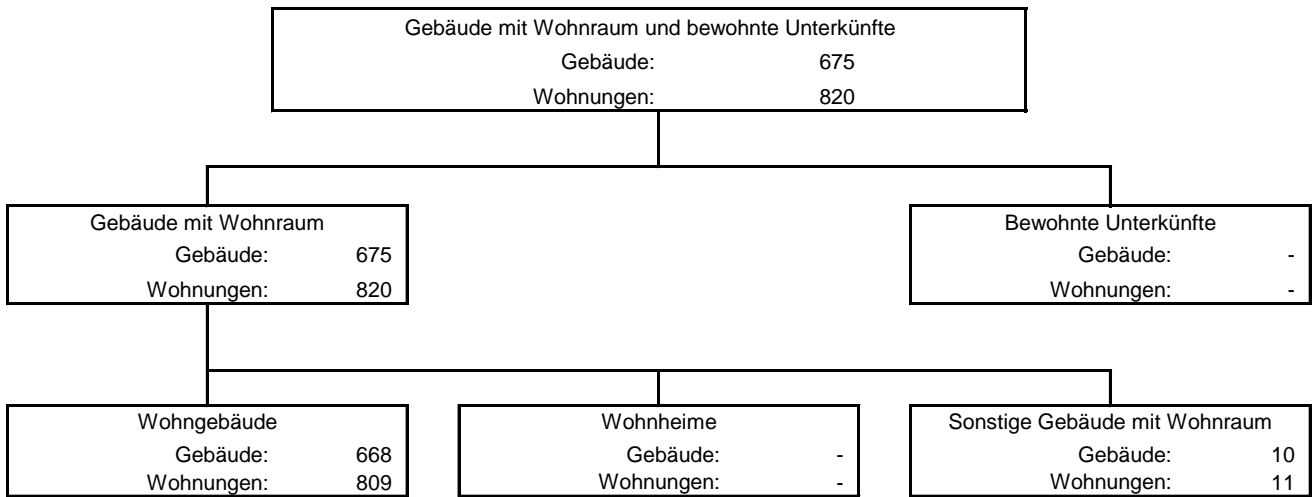 Gebäude mit Wohnraum und bewohnte Unterkünfte
Gebäude: 675
Wohnungen: 820
Gebäude mit Wohnraum
Gebäude: 675
Wohnungen: 820
Bewohnte Unterkünfte
Gebäude: -
Wohnungen: -
Wohngebäude
Gebäude: 668
Wohnungen: 809
Wohnheime
Gebäude: -
Wohnungen: -
Sonstige Gebäude mit Wohnraum
Gebäude: 10
Wohnungen: 11